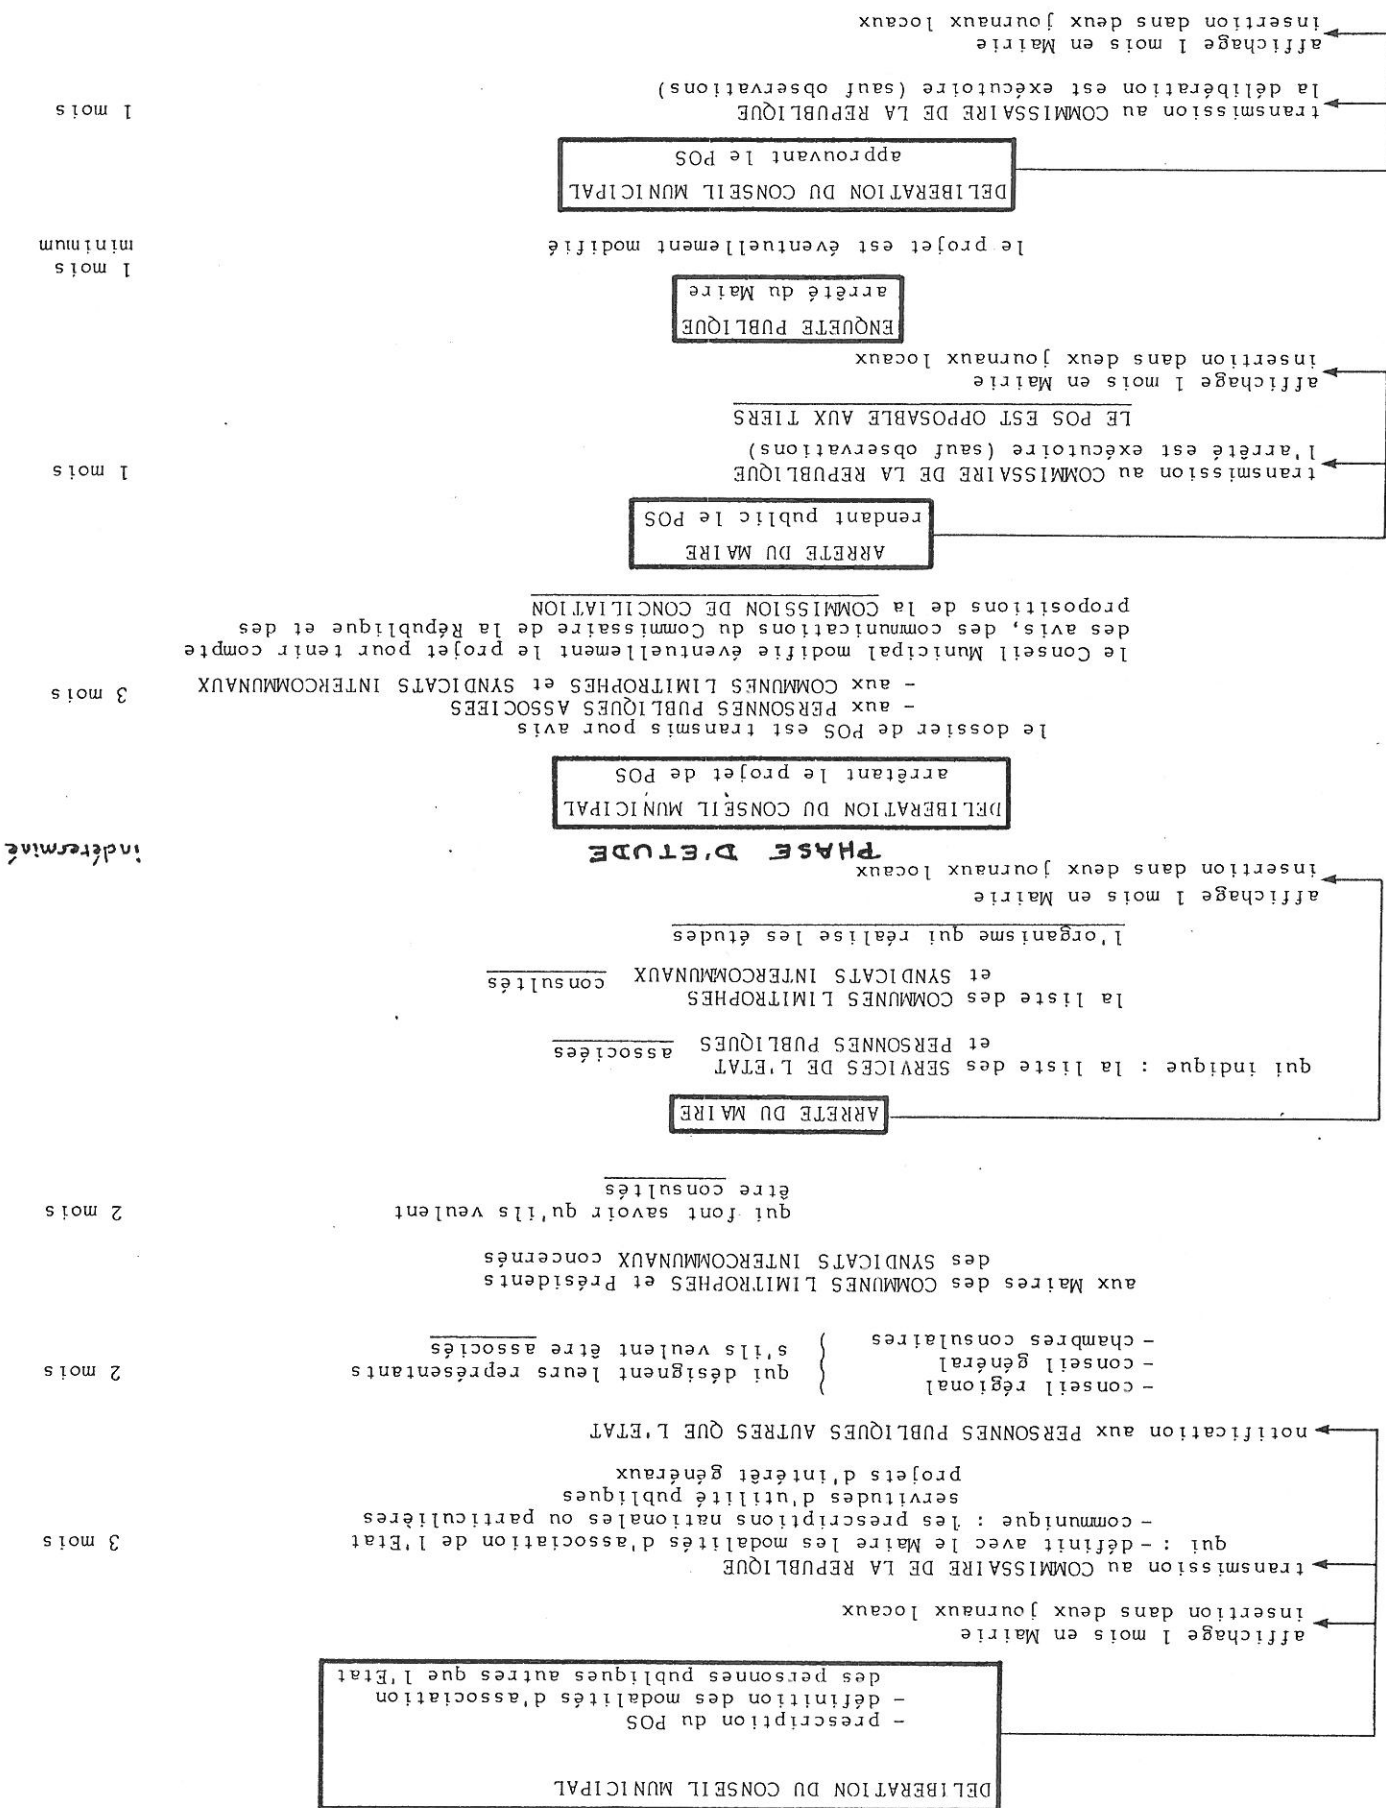 DELIBERATION DU CONSEIL MUNICIPAL
- prescription du POS
- définition des modalités d'association
des personnes publiques autres que l'Etat
affichage 1 mois en Mairie
insertion dans deux journaux locaux
transmission au COMMISSAIRE DE LA REPUBLIQUE
qui : - définit avec le Maire les modalités d'association de l'Etat 3 mois
- communique : les prescriptions nationales ou particulières
servitudes d'utilité publiques
projets d'intérêt généraux
notification aux PERSONNES PUBLIQUES AUTRES QUE L'ETAT
- conseil régional
- conseil général
- chambres consulaires
qui désignent leurs représentants 2 mois
s'ils veulent être associés
aux Maires des COMMUNES LIMITROPHES et Présidents
des SYNDICATS INTERCOMMUNAUX concernés
qui font savoir qu'ils veulent 2 mois
être consultés
ARRETE DU MAIRE
qui indique : la liste des SERVICES DE L'ETAT
et PERSONNES PUBLIQUES associées
la liste des COMMUNES LIMITROPHES
et SYNDICATS INTERCOMMUNAUX consultés
l'organisme qui réalise les études
affichage 1 mois en Mairie
insertion dans deux journaux locaux
PHASE D'ETUDE indéterminé
DELIBERATION DU CONSEIL MUNICIPAL
arrêtant le projet de POS
le dossier de POS est transmis pour avis
- aux PERSONNES PUBLIQUES ASSOCIEES
- aux COMMUNES LIMITROPHES et SYNDICATS INTERCOMMUNAUX 3 mois
le Conseil Municipal modifie éventuellement le projet pour tenir compte
des avis, des communications du Commissaire de la République et des
propositions de la COMMISSION DE CONCILIATION
ARRETE DU MAIRE
rendant public le POS
transmission au COMMISSAIRE DE LA REPUBLIQUE 1 mois
l'arrêté est exécutoire (sauf observations)
LE POS EST OPPOSABLE AUX TIERS
affichage 1 mois en Mairie
insertion dans deux journaux locaux
ENQUETE PUBLIQUE
arrêté du Maire
1 mois
minimum
le projet est éventuellement modifié
DELIBERATION DU CONSEIL MUNICIPAL
approuvant le POS
transmission au COMMISSAIRE DE LA REPUBLIQUE 1 mois
la délibération est exécutoire (sauf observations)
affichage 1 mois en Mairie
insertion dans deux journaux locaux